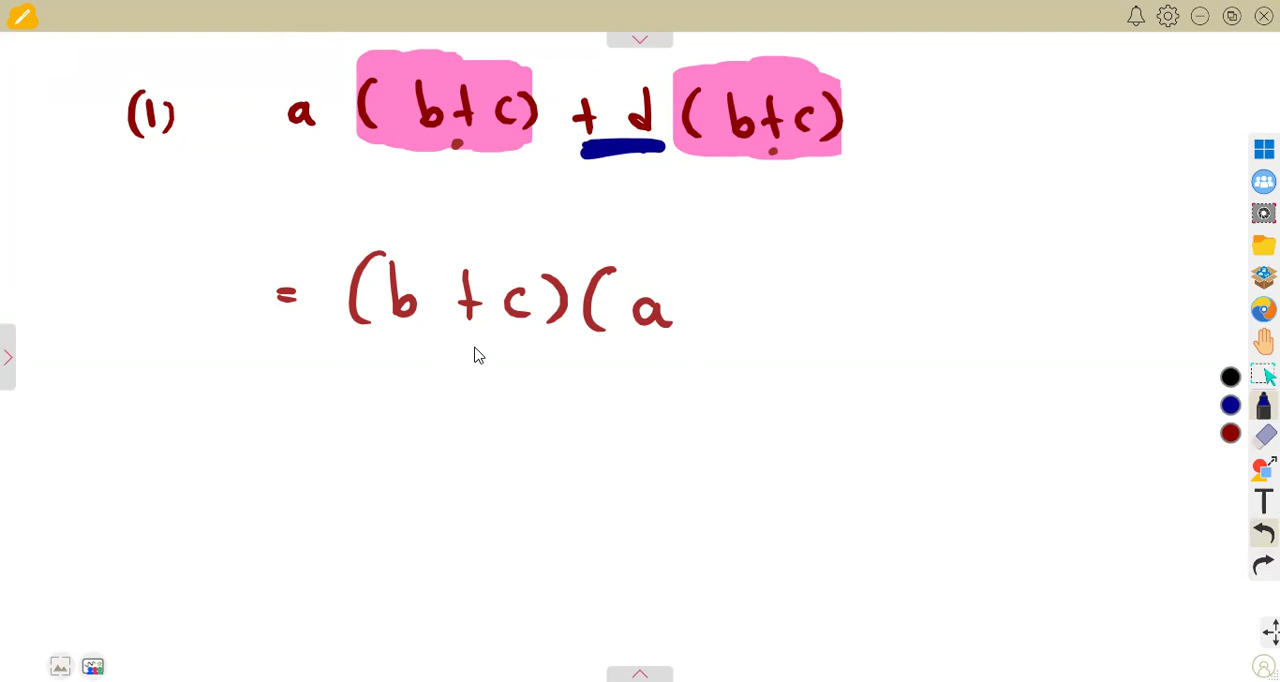 (1) a (b+c) + d (b+c)
= (b+c)(a
T